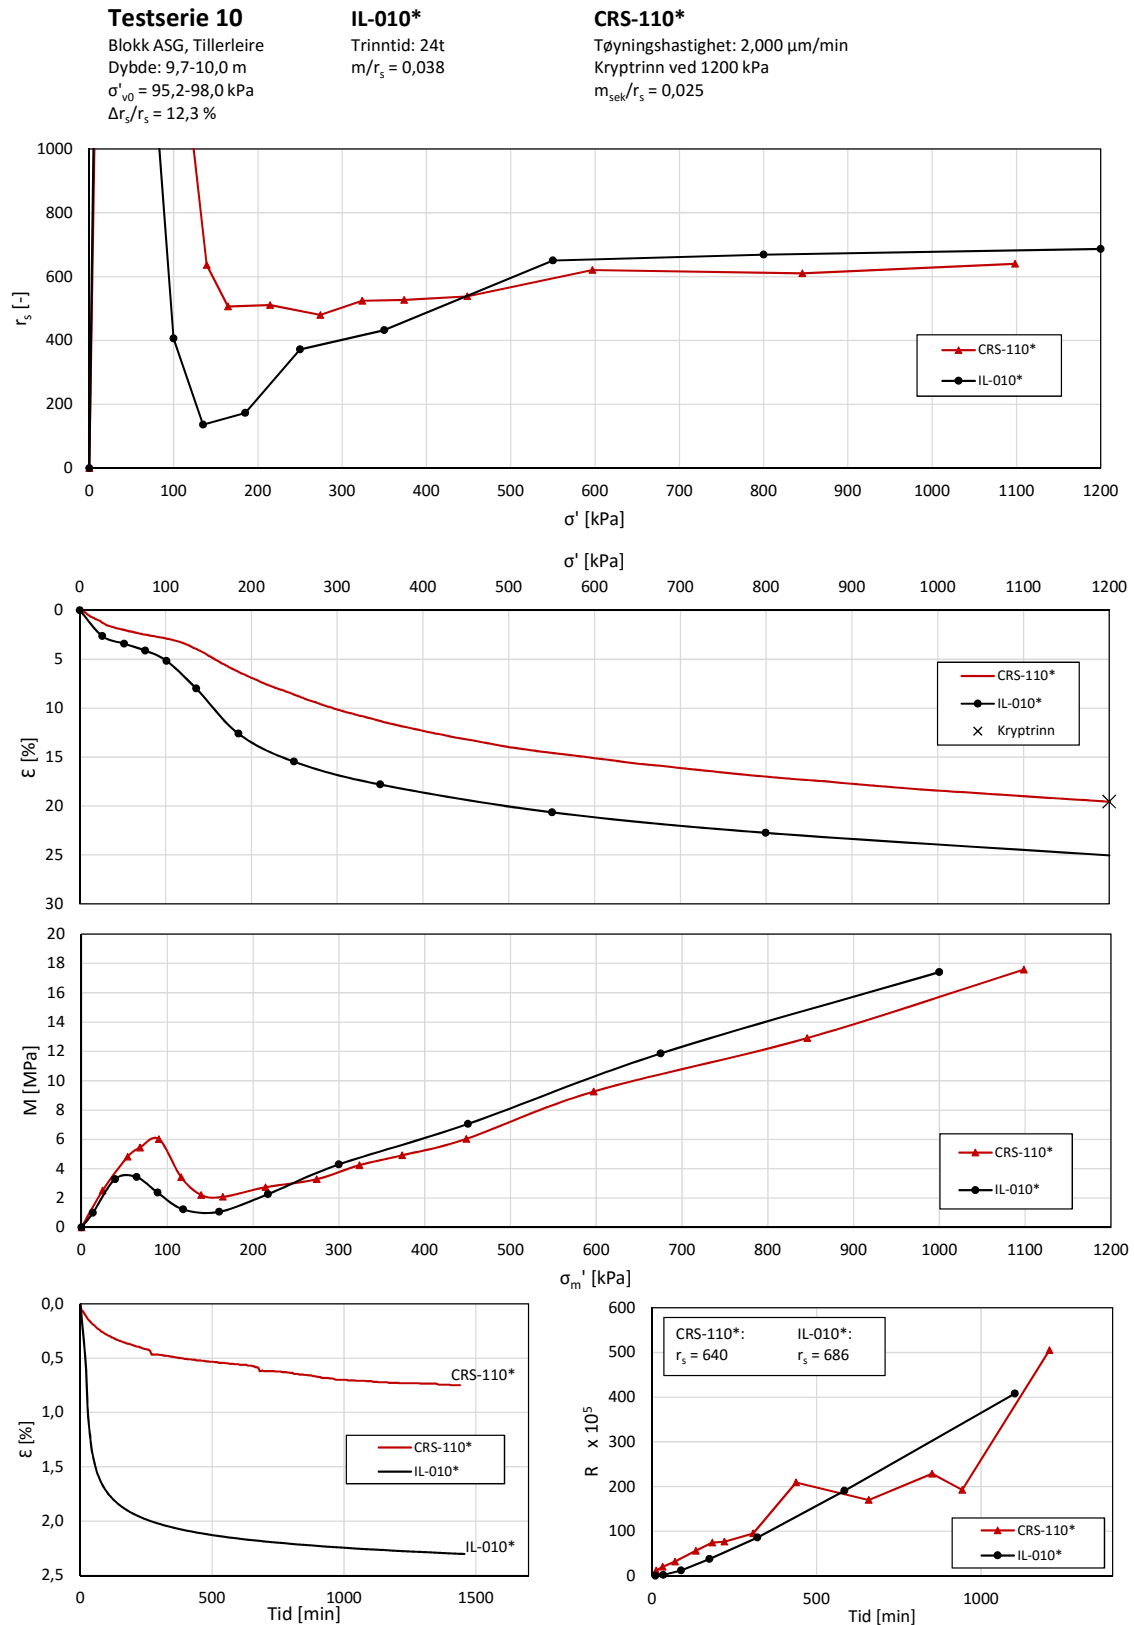 Testserie 10
Blokk ASG, Tillerleire
Dybde: 9,7-10,0 m
σ'v0 = 95,2-98,0 kPa
Δrs/rs = 12,3 %
IL-010*
Trinntid: 24t
m/rs = 0,038
CRS-110*
Tøyningshastighet: 2,000 µm/min
Kryptrinn ved 1200 kPa
msek/rs = 0,025
1000
800
600
400
200
0
rs [-]
CRS-110*
IL-010*
0 100 200 300 400 500 600 700 800 900 1000 1100 1200
σ' [kPa]
σ' [kPa]
0 100 200 300 400 500 600 700 800 900 1000 1100 1200
0
5
10
15
20
25
30
ε [%]
CRS-110*
IL-010*
Kryptrinn
20
18
16
14
12
10
8
6
4
2
0
M [MPa]
CRS-110*
IL-010*
0 100 200 300 400 500 600 700 800 900 1000 1100 1200
σm' [kPa]
0,0
0,5
1,0
1,5
2,0
2,5
ε [%]
CRS-110*
CRS-110*
IL-010*
IL-010*
0 500 1000 1500
Tid [min]
600
500
400
300
200
100
0
R x 10⁵
CRS-110*: IL-010*:
rs = 640 rs = 686
CRS-110*
IL-010*
0 500 1000
Tid [min]